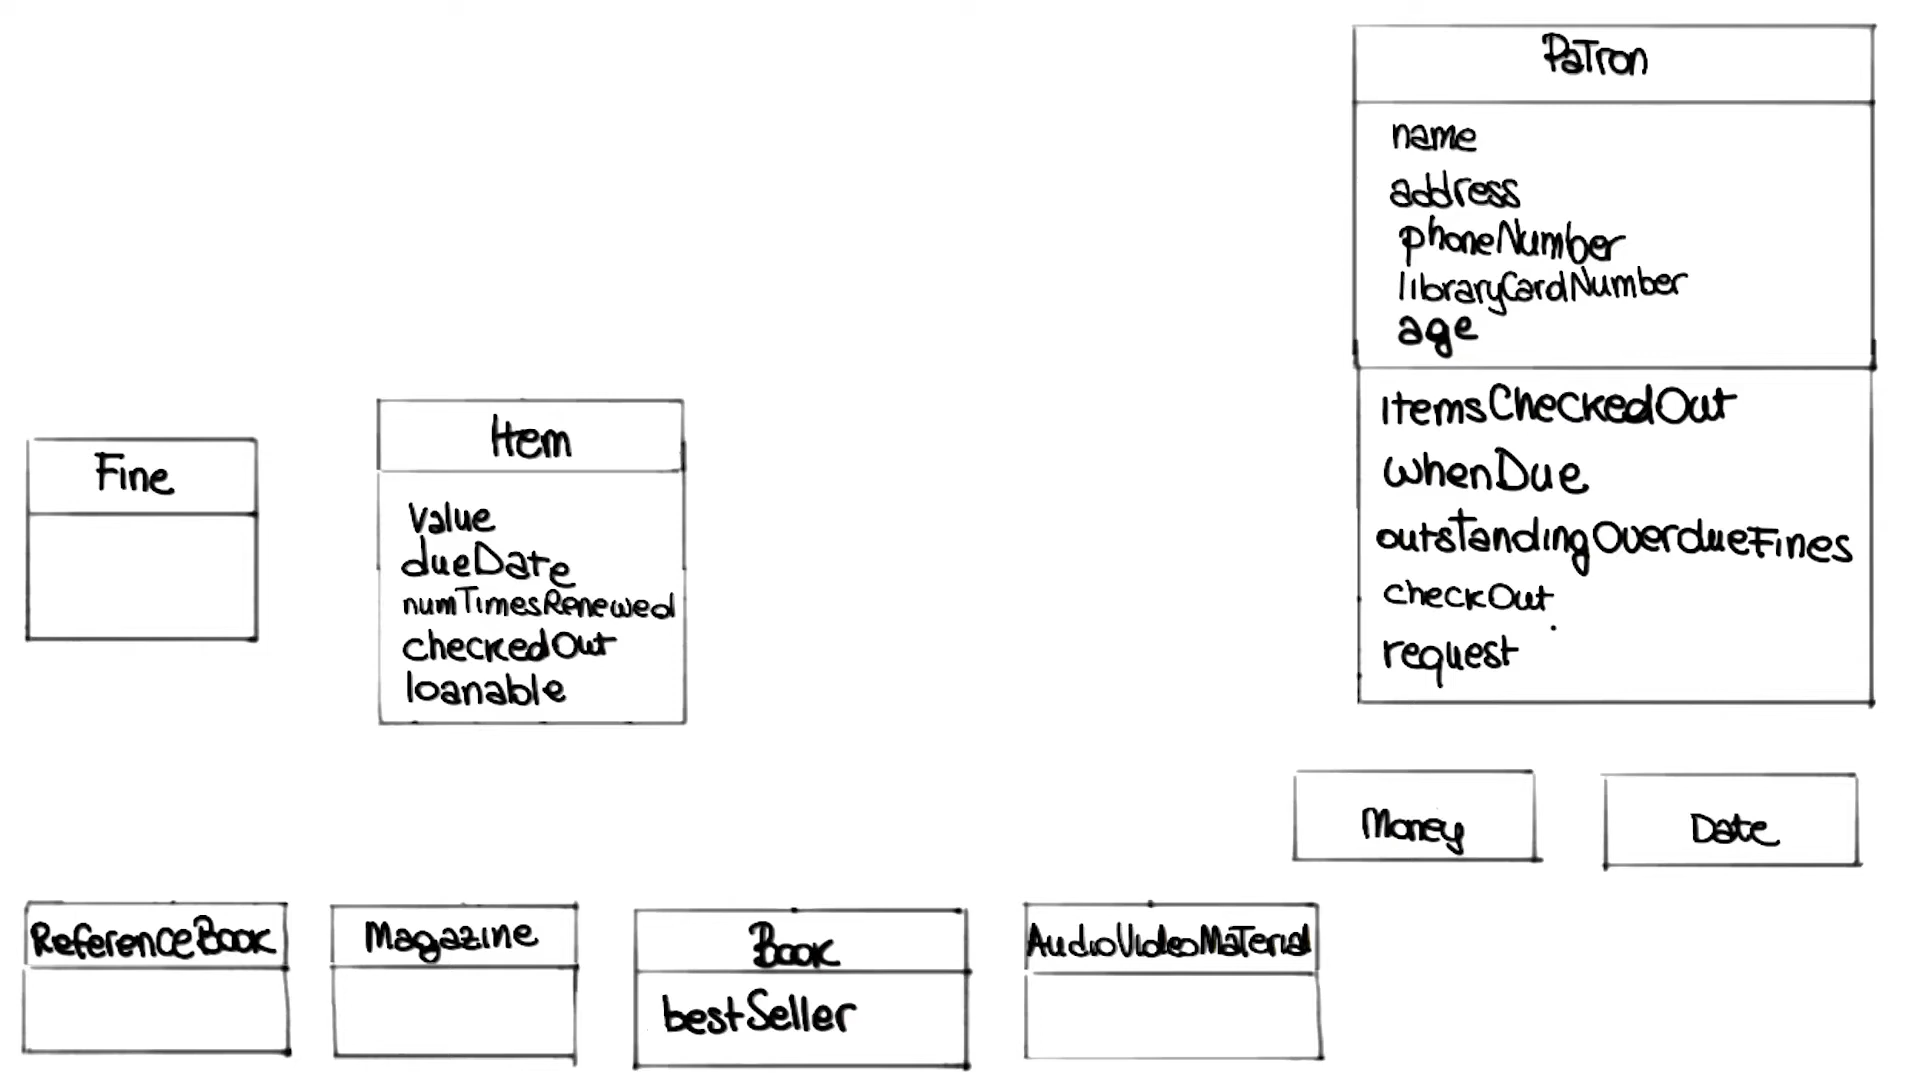 Patron
name
address
phoneNumber
libraryCardNumber
age
itemsCheckedOut
whenDue
outstandingOverdueFines
checkOut
request
Fine
Item
Value
dueDate
numTimesRenewed
checkedOut
loanable
Money
Date
ReferenceBook
Magazine
Book
bestSeller
AudioVideoMaterial